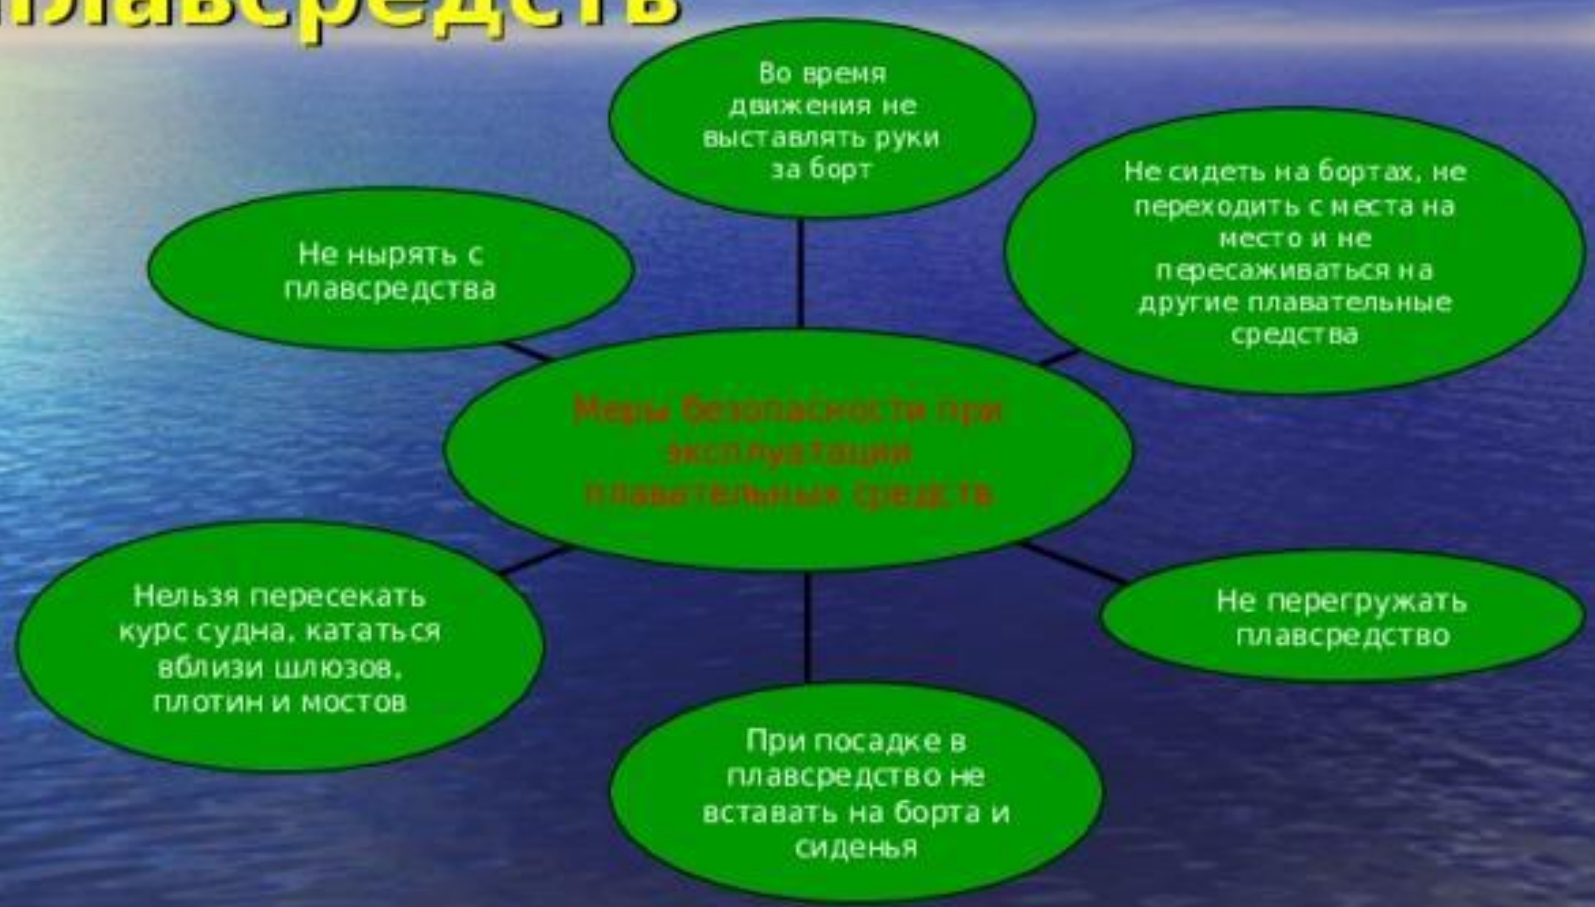 плавсредств
Во время
движения не
выставлять руки
за борт
Не сидеть на бортах, не
переходить с места на
место и не
пересаживаться на
другие плавательные
средства
Не нырять с
плавсредства
Меры безопасности при
эксплуатации
плавательных средств
Нельзя пересекать
курс судна, кататься
вблизи шлюзов,
плотин и мостов
Не перегружать
плавсредство
При посадке в
плавсредство не
вставать на борта и
сиденья